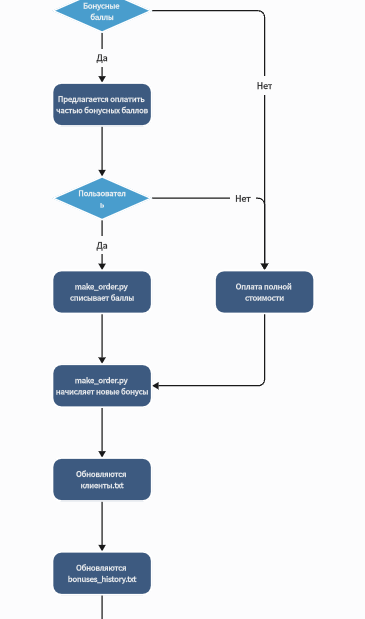 Бонусные
баллы
Да
Нет
Предлагается оплатить
частью бонусных баллов
Пользовател
ь
Нет
Да
make_order.py
списывает баллы
Оплата полной
стоимости
make_order.py
начисляет новые бонусы
Обновляются
клиенты.txt
Обновляются
bonuses_history.txt